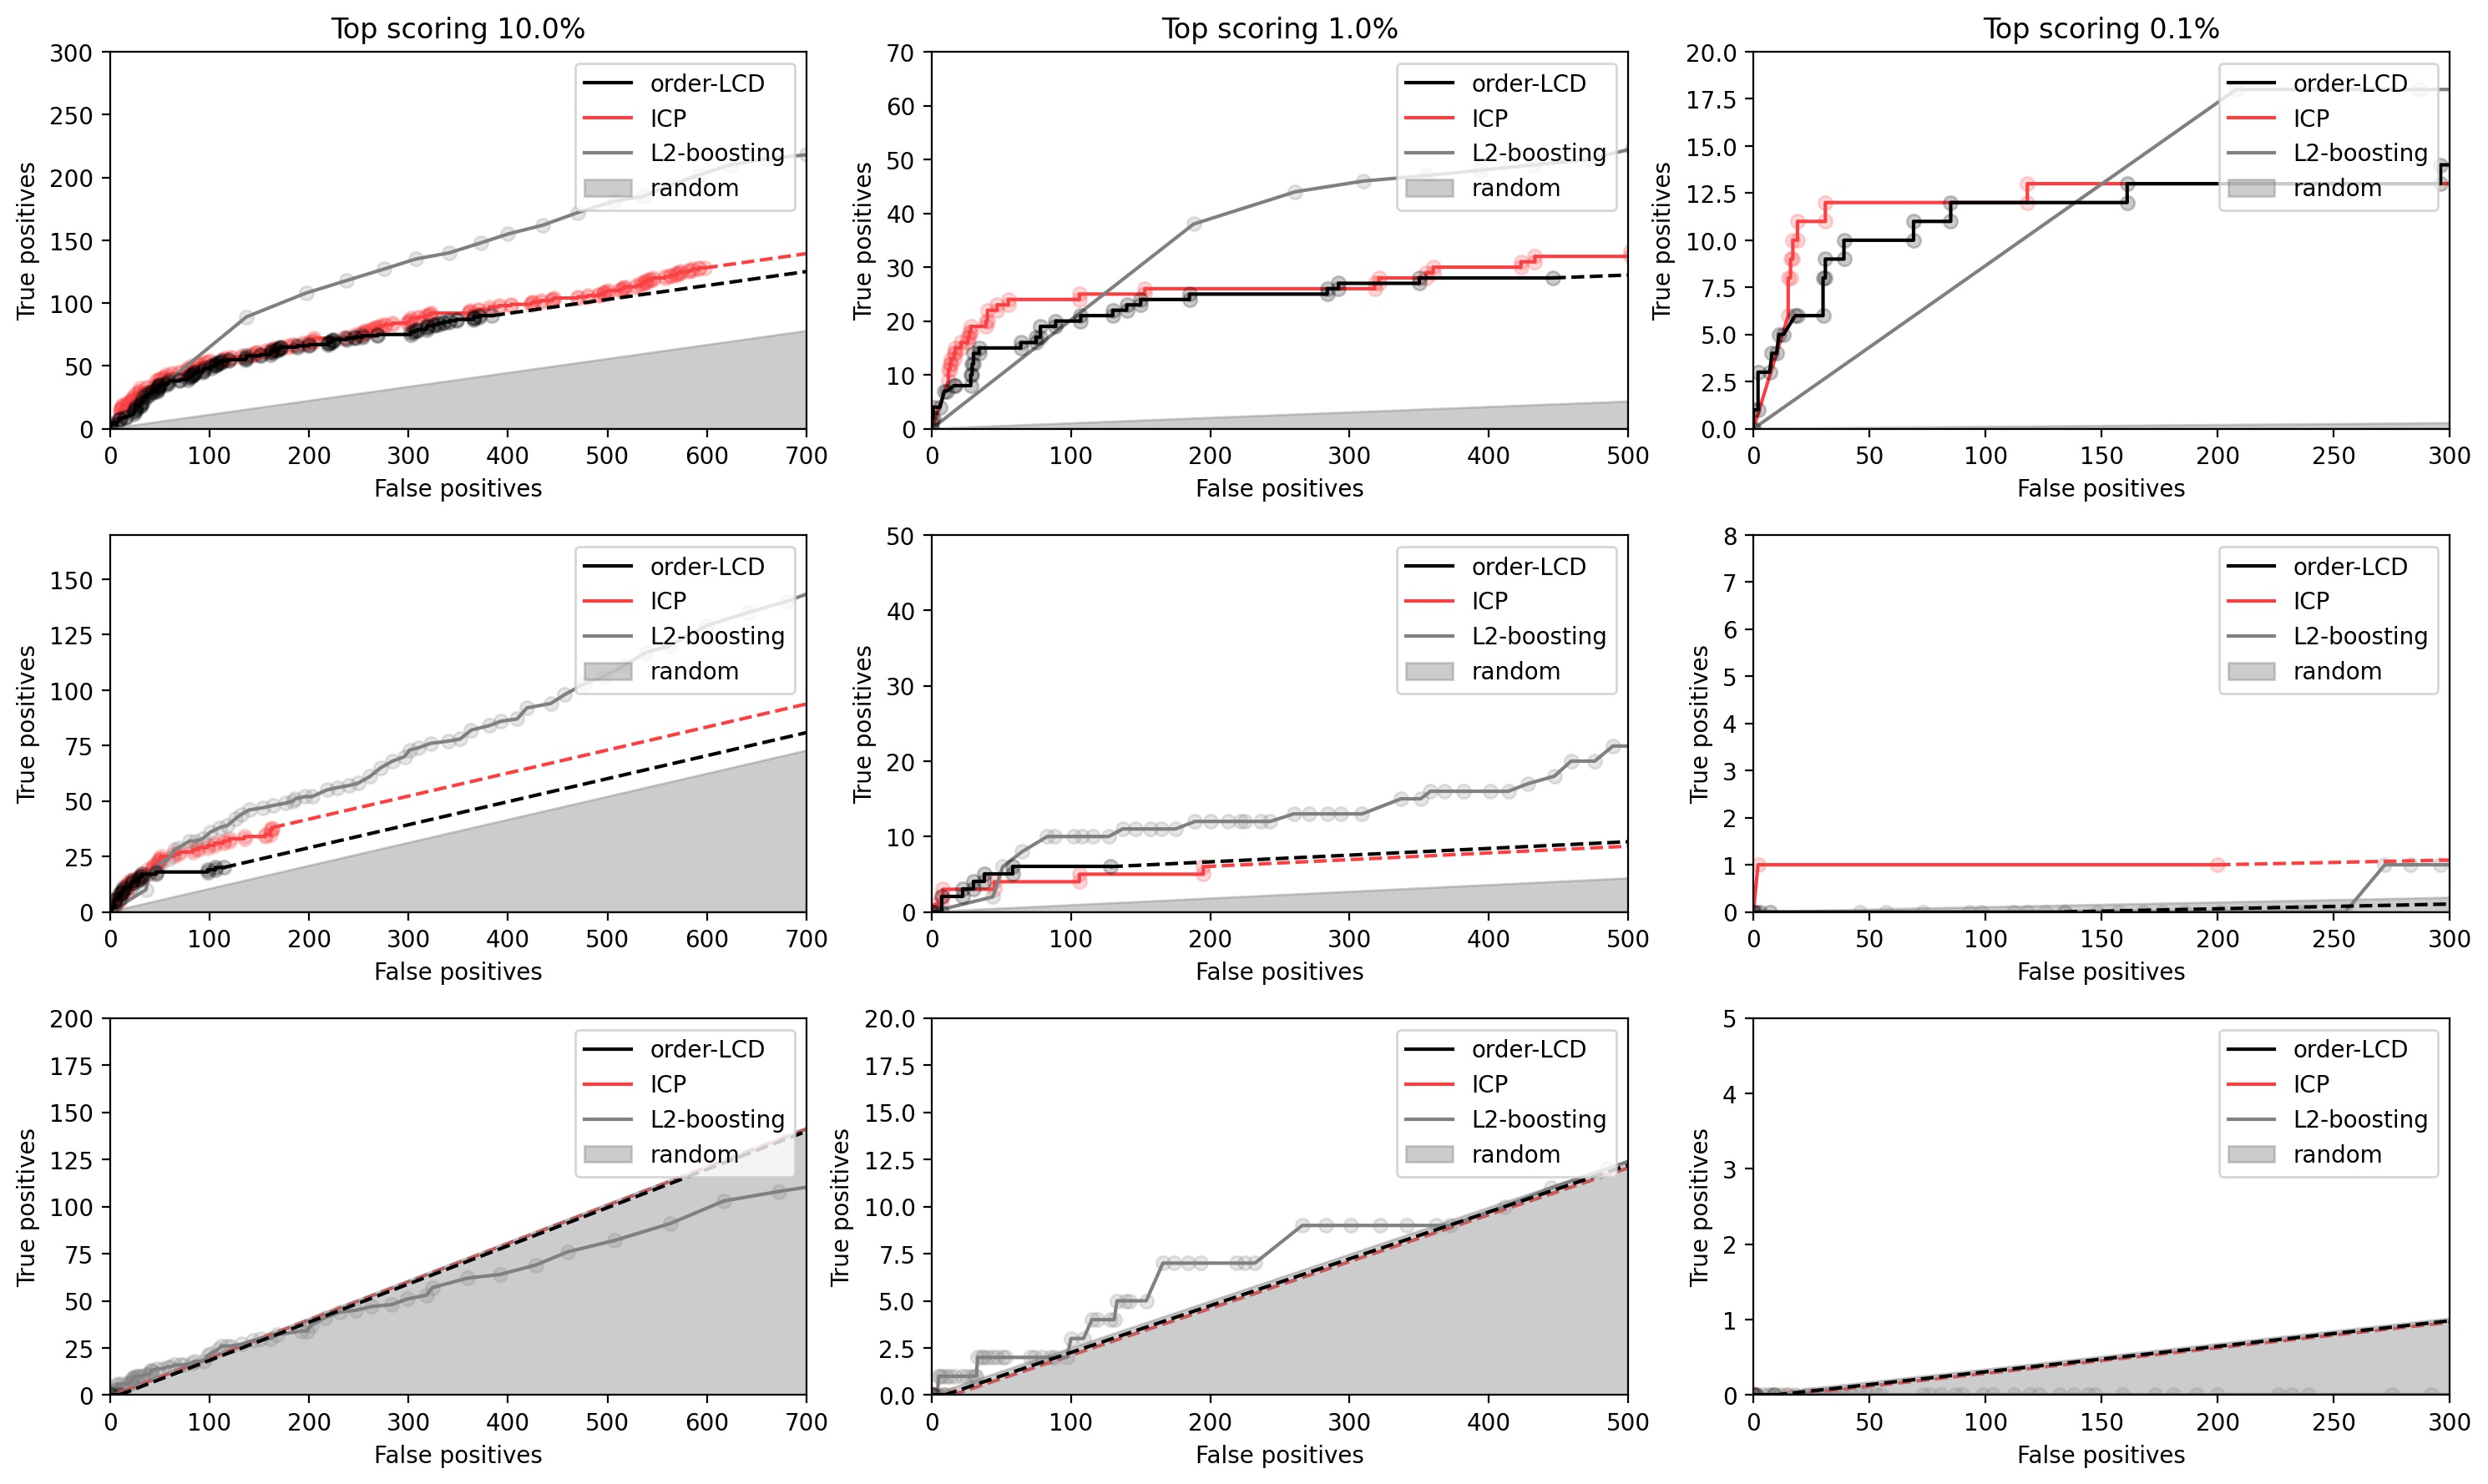 Top scoring 10.0%
True positives
300
250
200
150
100
50
0
order-LCD
ICP
L2-boosting
random
0 100 200 300 400 500 600 700
False positives
Top scoring 1.0%
True positives
70
60
50
40
30
20
10
0
order-LCD
ICP
L2-boosting
random
0 100 200 300 400 500
False positives
Top scoring 0.1%
True positives
20.0
17.5
15.0
12.5
10.0
7.5
5.0
2.5
0.0
order-LCD
ICP
L2-boosting
random
0 50 100 150 200 250 300
False positives
True positives
150
125
100
75
50
25
0
order-LCD
ICP
L2-boosting
random
0 100 200 300 400 500 600 700
False positives
True positives
50
40
30
20
10
0
order-LCD
ICP
L2-boosting
random
0 100 200 300 400 500
False positives
True positives
8
7
6
5
4
3
2
1
0
order-LCD
ICP
L2-boosting
random
0 50 100 150 200 250 300
False positives
True positives
200
175
150
125
100
75
50
25
0
order-LCD
ICP
L2-boosting
random
0 100 200 300 400 500 600 700
False positives
True positives
20.0
17.5
15.0
12.5
10.0
7.5
5.0
2.5
0.0
order-LCD
ICP
L2-boosting
random
0 100 200 300 400 500
False positives
True positives
5
4
3
2
1
0
order-LCD
ICP
L2-boosting
random
0 50 100 150 200 250 300
False positives